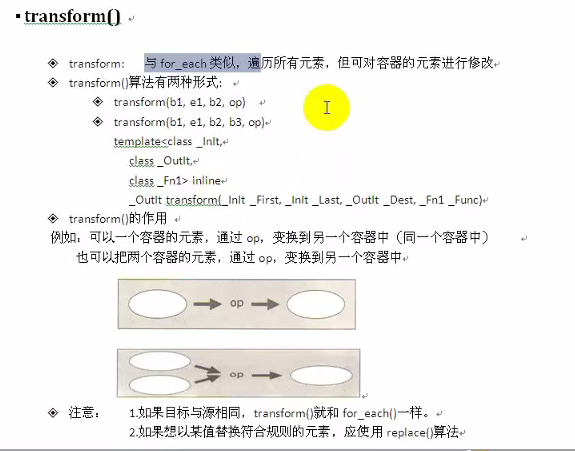 ▪ transform()
◈ transform: 与 for_each 类似，遍历所有元素，但可对容器的元素进行修改
◈ transform()算法有两种形式：
◈ transform(b1, e1, b2, op)
◈ transform(b1, e1, b2, b3, op)
template<class _InIt,
class _OutIt,
class _Fn1> inline
_OutIt transform(_InIt _First, _InIt _Last, _OutIt _Dest, _Fn1 _Func)
◈ transform()的作用
例如：可以一个容器的元素，通过 op，变换到另一个容器中（同一个容器中）
也可以把两个容器的元素，通过 op，变换到另一个容器中
op
op
◈ 注意： 1.如果目标与源相同，transform()就和 for_each()一样。
2.如果想以某值替换符合规则的元素，应使用 replace()算法